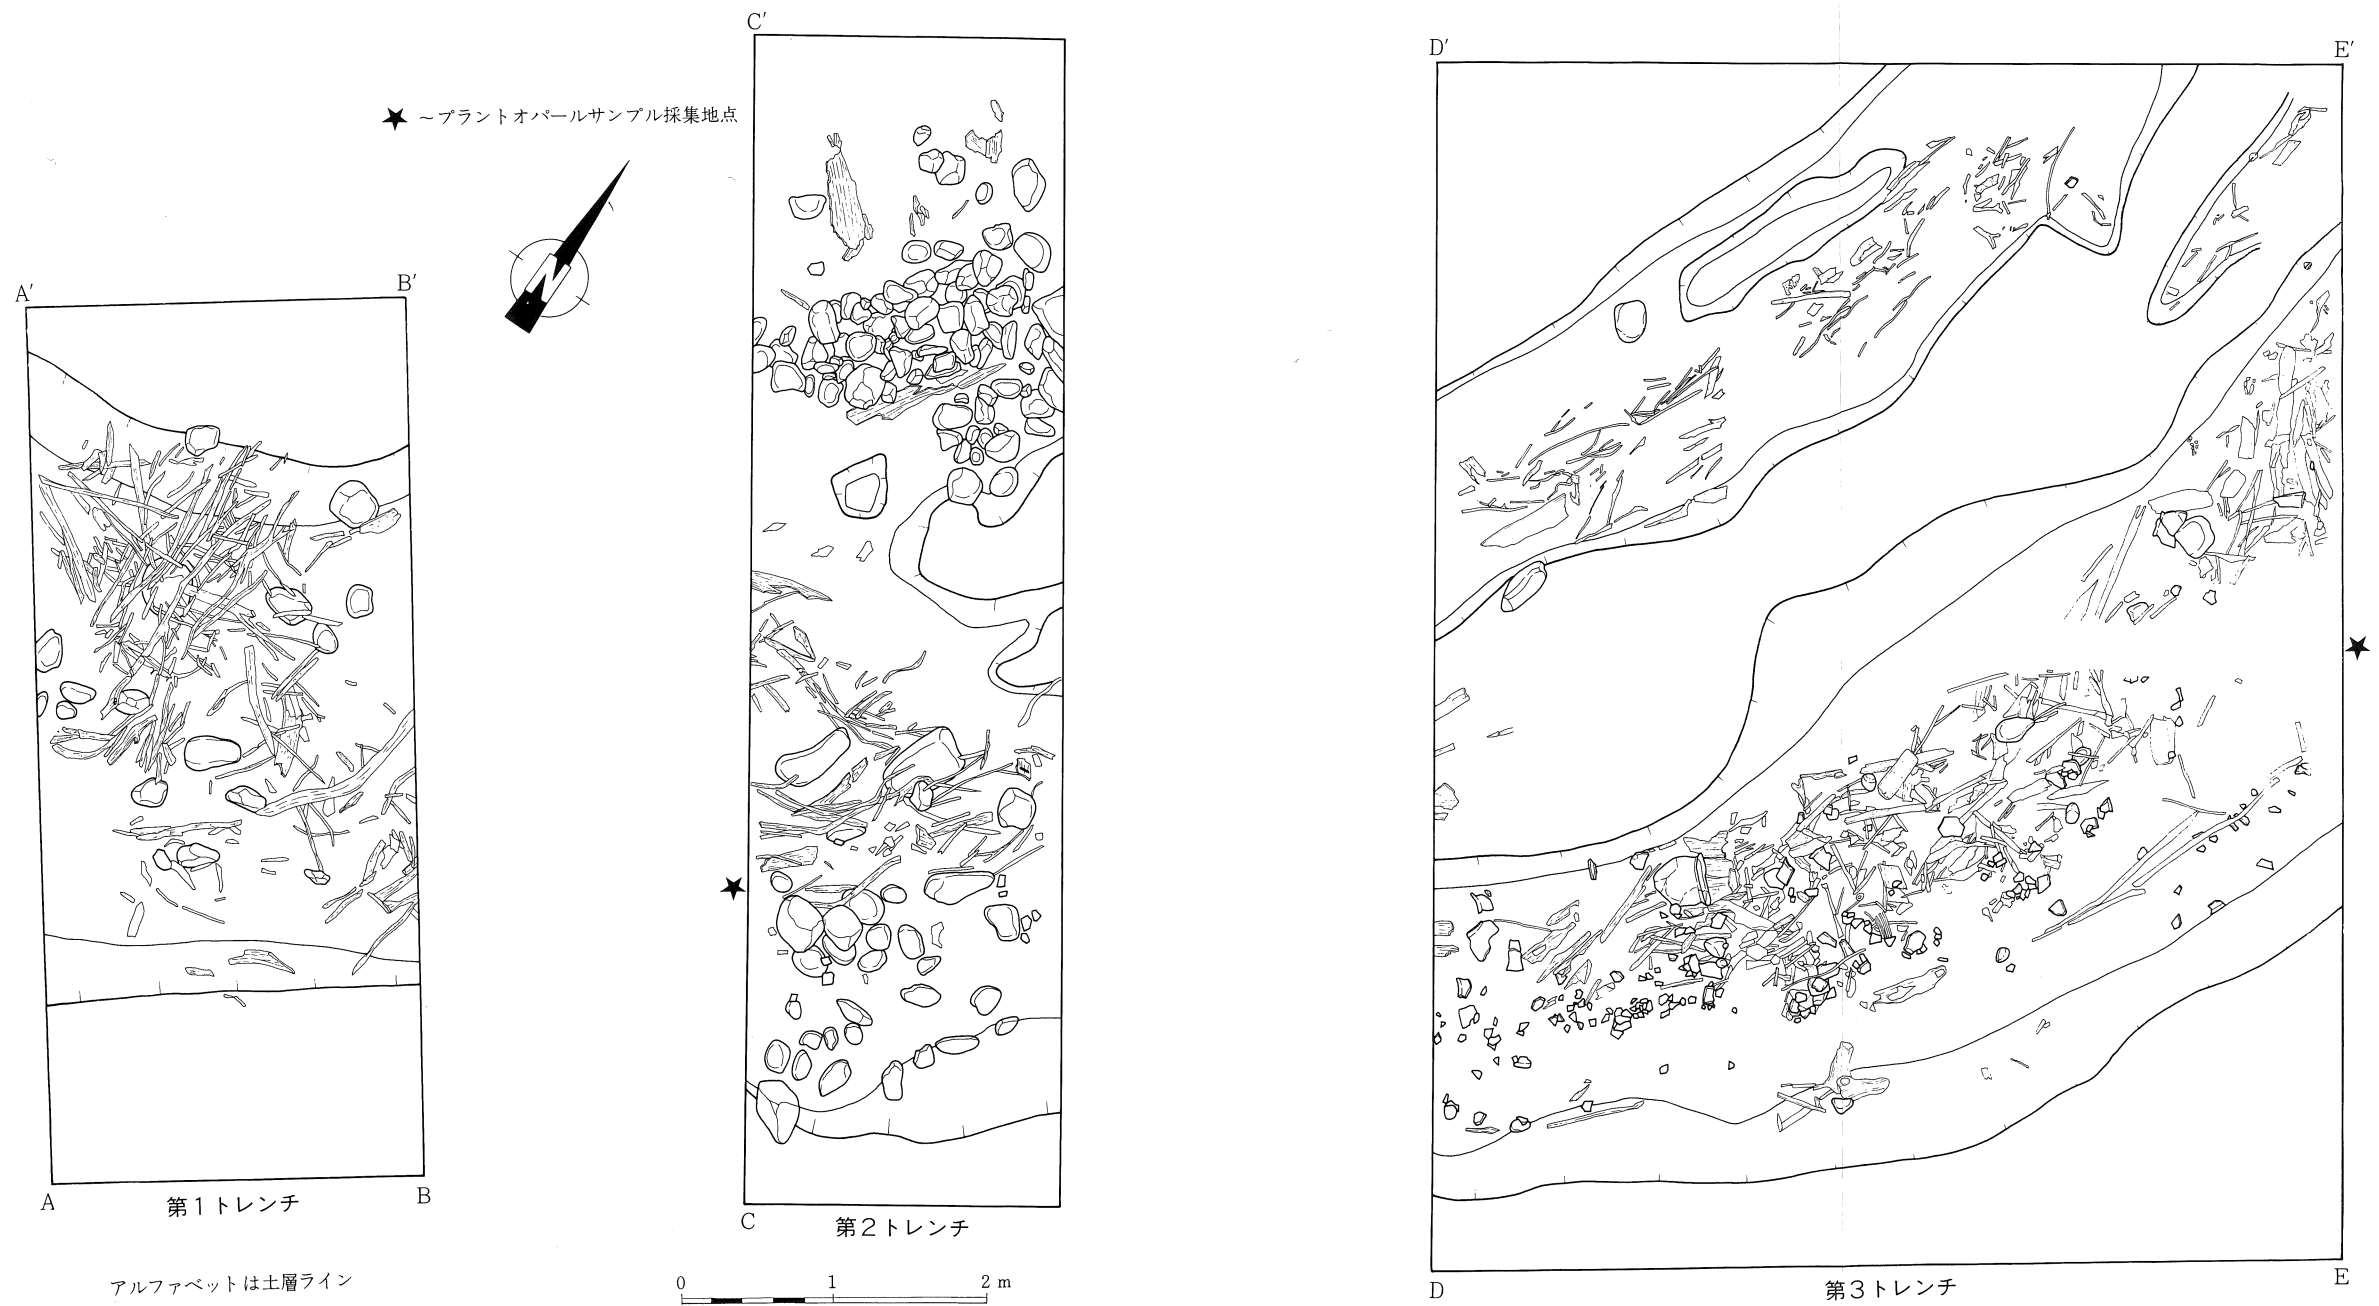 C′
D′
E′
★ ～プラントオパールサンプル採集地点
A′
B′
A
B
第1トレンチ
C
第2トレンチ
D
E
第3トレンチ
アルファベットは土層ライン
0 1 2 m